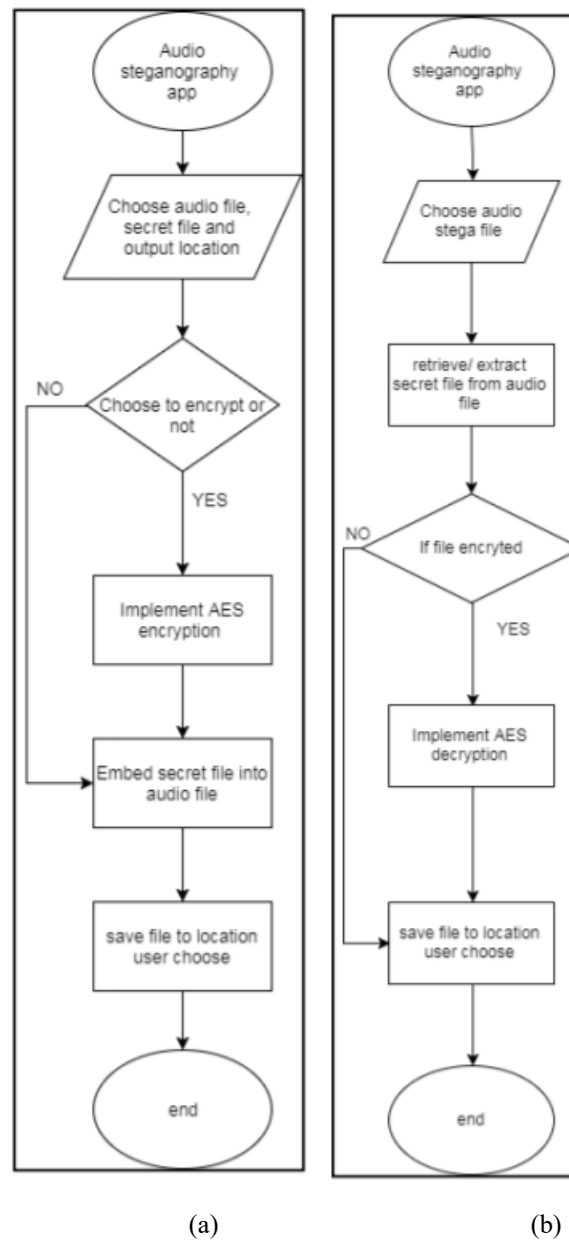 Audio
steganography
app
Choose audio file,
secret file and
output location
Choose to encrypt or
not
NO
YES
Implement AES
encryption
Embed secret file into
audio file
save file to location
user choose
end
(a)
Audio
steganography
app
Choose audio
stega file
retrieve/ extract
secret file from audio
file
If file encryted
NO
YES
Implement AES
decryption
save file to location
user choose
end
(b)